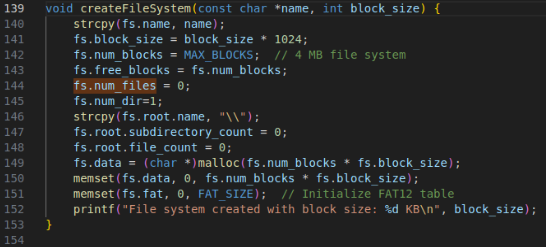 139 void createFileSystem(const char *name, int block_size) {
140     strcpy(fs.name, name);
141     fs.block_size = block_size * 1024;
142     fs.num_blocks = MAX_BLOCKS;  // 4 MB file system
143     fs.free_blocks = fs.num_blocks;
144     fs.num_files = 0;
145     fs.num_dir=1;
146     strcpy(fs.root.name, "\\");
147     fs.root.subdirectory_count = 0;
148     fs.root.file_count = 0;
149     fs.data = (char *)malloc(fs.num_blocks * fs.block_size);
150     memset(fs.data, 0, fs.num_blocks * fs.block_size);
151     memset(fs.fat, 0, FAT_SIZE);  // Initialize FAT12 table
152     printf("File system created with block size: %d KB\n", block_size);
153 }
154